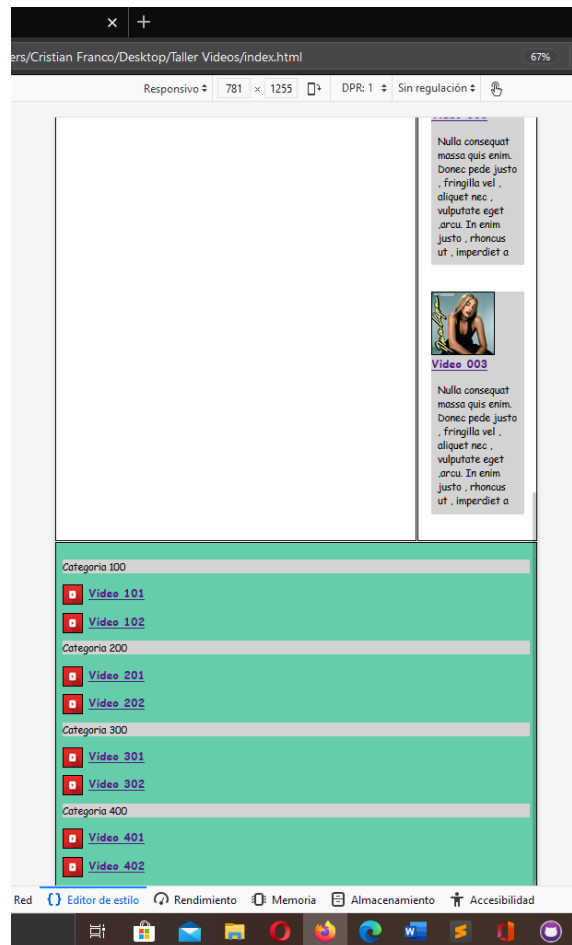 ers/Cristian Franco/Desktop/Taller Videos/index.html 67%
Responsivo 781 × 1255 DPR: 1 Sin regulación
Nulla consequat
massa quis enim.
Donec pede justo
, fringilla vel ,
aliquet nec ,
vulputate eget
,arcu. In enim
justo , rhoncus
ut , imperdiet a
Video 003
Nulla consequat
massa quis enim.
Donec pede justo
, fringilla vel ,
aliquet nec ,
vulputate eget
,arcu. In enim
justo , rhoncus
ut , imperdiet a
Categoria 100
Video 101
Video 102
Categoria 200
Video 201
Video 202
Categoria 300
Video 301
Video 302
Categoria 400
Video 401
Video 402
Red {} Editor de estilo Rendimiento Memoria Almacenamiento Accesibilidad